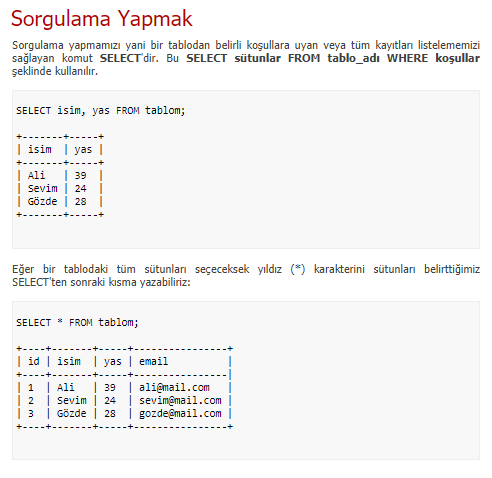 Sorgulama Yapmak
Sorgulama yapmamızı yani bir tablodan belirli koşullara uyan veya tüm kayıtları listelememizi
sağlayan komut SELECT'dir. Bu SELECT sütunlar FROM tablo_adı WHERE koşullar
şeklinde kullanılır.
SELECT isim, yas FROM tablom;
+-------+-----+
| isim  | yas |
+-------+-----+
| Ali   | 39  |
| Sevim | 24  |
| Gözde | 28  |
+-------+-----+
Eğer bir tablodaki tüm sütunları seçeceksek yıldız (*) karakterini sütunları belirttiğimiz
SELECT'ten sonraki kısma yazabiliriz:
SELECT * FROM tablom;
+----+-------+-----+----------------+
| id | isim  | yas | email          |
+----+-------+-----+----------------|
| 1  | Ali   | 39  | ali@mail.com   |
| 2  | Sevim | 24  | sevim@mail.com |
| 3  | Gözde | 28  | gozde@mail.com |
+----+-------+-----+----------------+